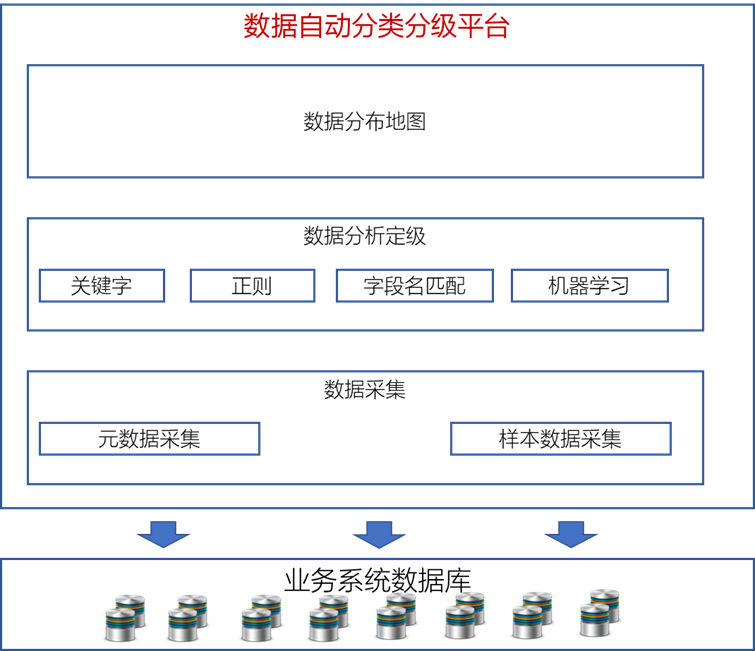 数据自动分类分级平台
数据分布地图
数据分析定级
关键字
正则
字段名匹配
机器学习
数据采集
元数据采集
样本数据采集
业务系统数据库